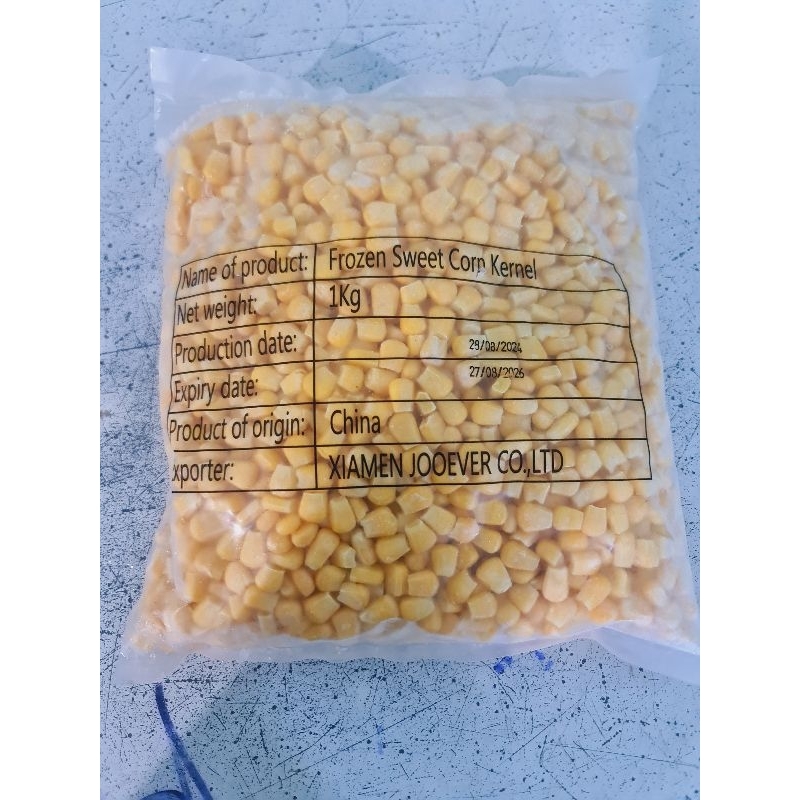 Name of product: Frozen Sweet Corn Kernel
Net weight: 1Kg
Production date: 29/08/2024
Expiry date: 27/08/2026
Product of origin: China
xporter: XIAMEN JOOEVER CO.,LTD